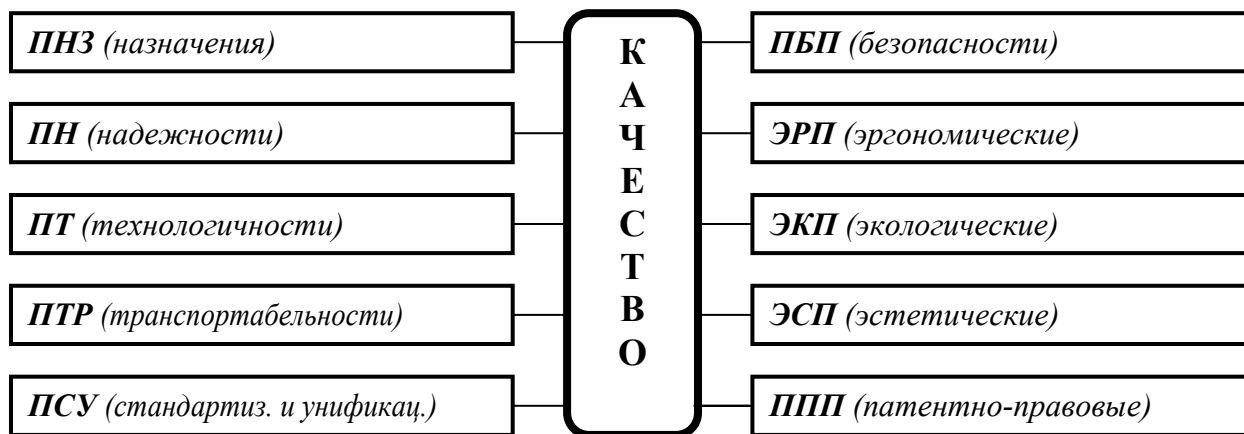 ПНЗ (назначения)
ПН (надежности)
ПТ (технологичности)
ПТР (транспортабельности)
ПСУ (стандартиз. и унификац.)
К
А
Ч
Е
С
Т
В
О
ПБП (безопасности)
ЭРП (эргономические)
ЭКП (экологические)
ЭСП (эстетические)
ППП (патентно-правовые)